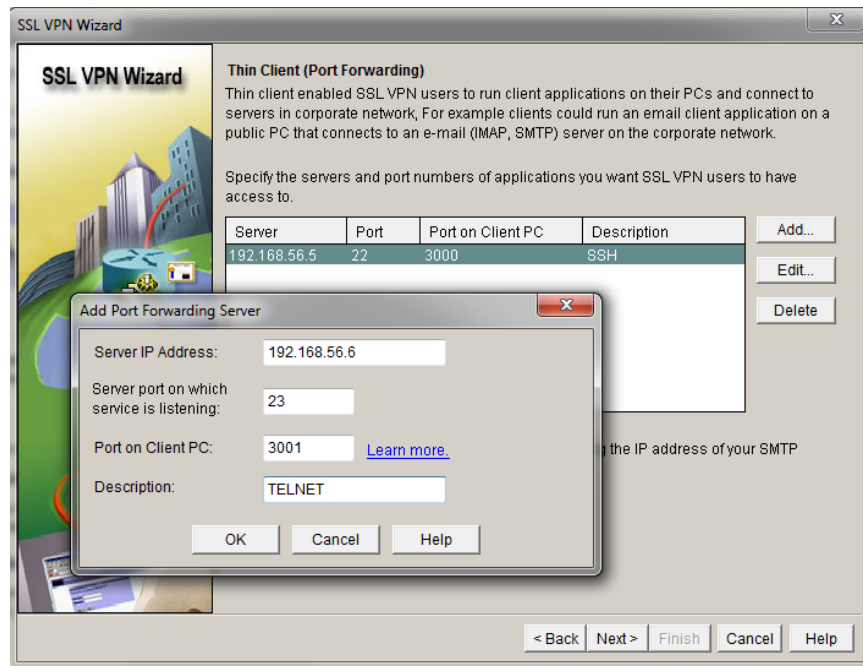 SSL VPN Wizard
SSL VPN Wizard
Thin Client (Port Forwarding)
Thin client enabled SSL VPN users to run client applications on their PCs and connect to
servers in corporate network, For example clients could run an email client application on a
public PC that connects to an e-mail (IMAP, SMTP) server on the corporate network.
Specify the servers and port numbers of applications you want SSL VPN users to have
access to.
Server Port Port on Client PC Description
192.168.56.5 22 3000 SSH
Add...
Edit...
Delete
Add Port Forwarding Server
Server IP Address: 192.168.56.6
Server port on which
service is listening: 23
Port on Client PC: 3001 Learn more.
Description: TELNET
OK Cancel Help
the IP address of your SMTP
< Back Next > Finish Cancel Help